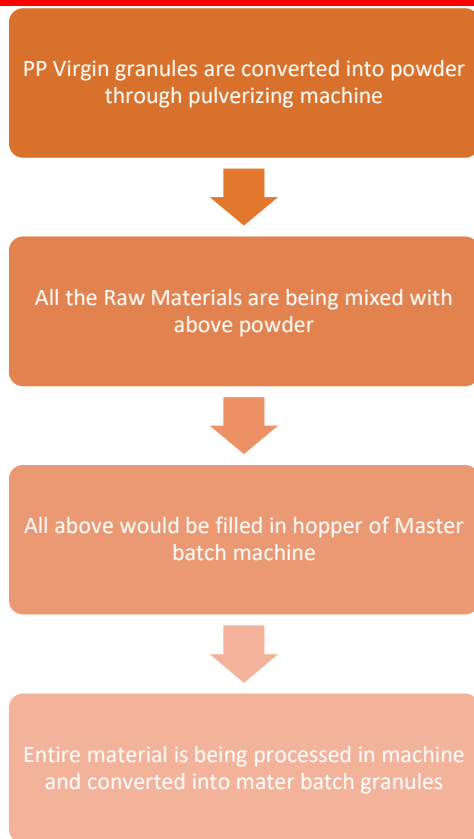 PP Virgin granules are converted into powder
through pulverizing machine
All the Raw Materials are being mixed with
above powder
All above would be filled in hopper of Master
batch machine
Entire material is being processed in machine
and converted into mater batch granules